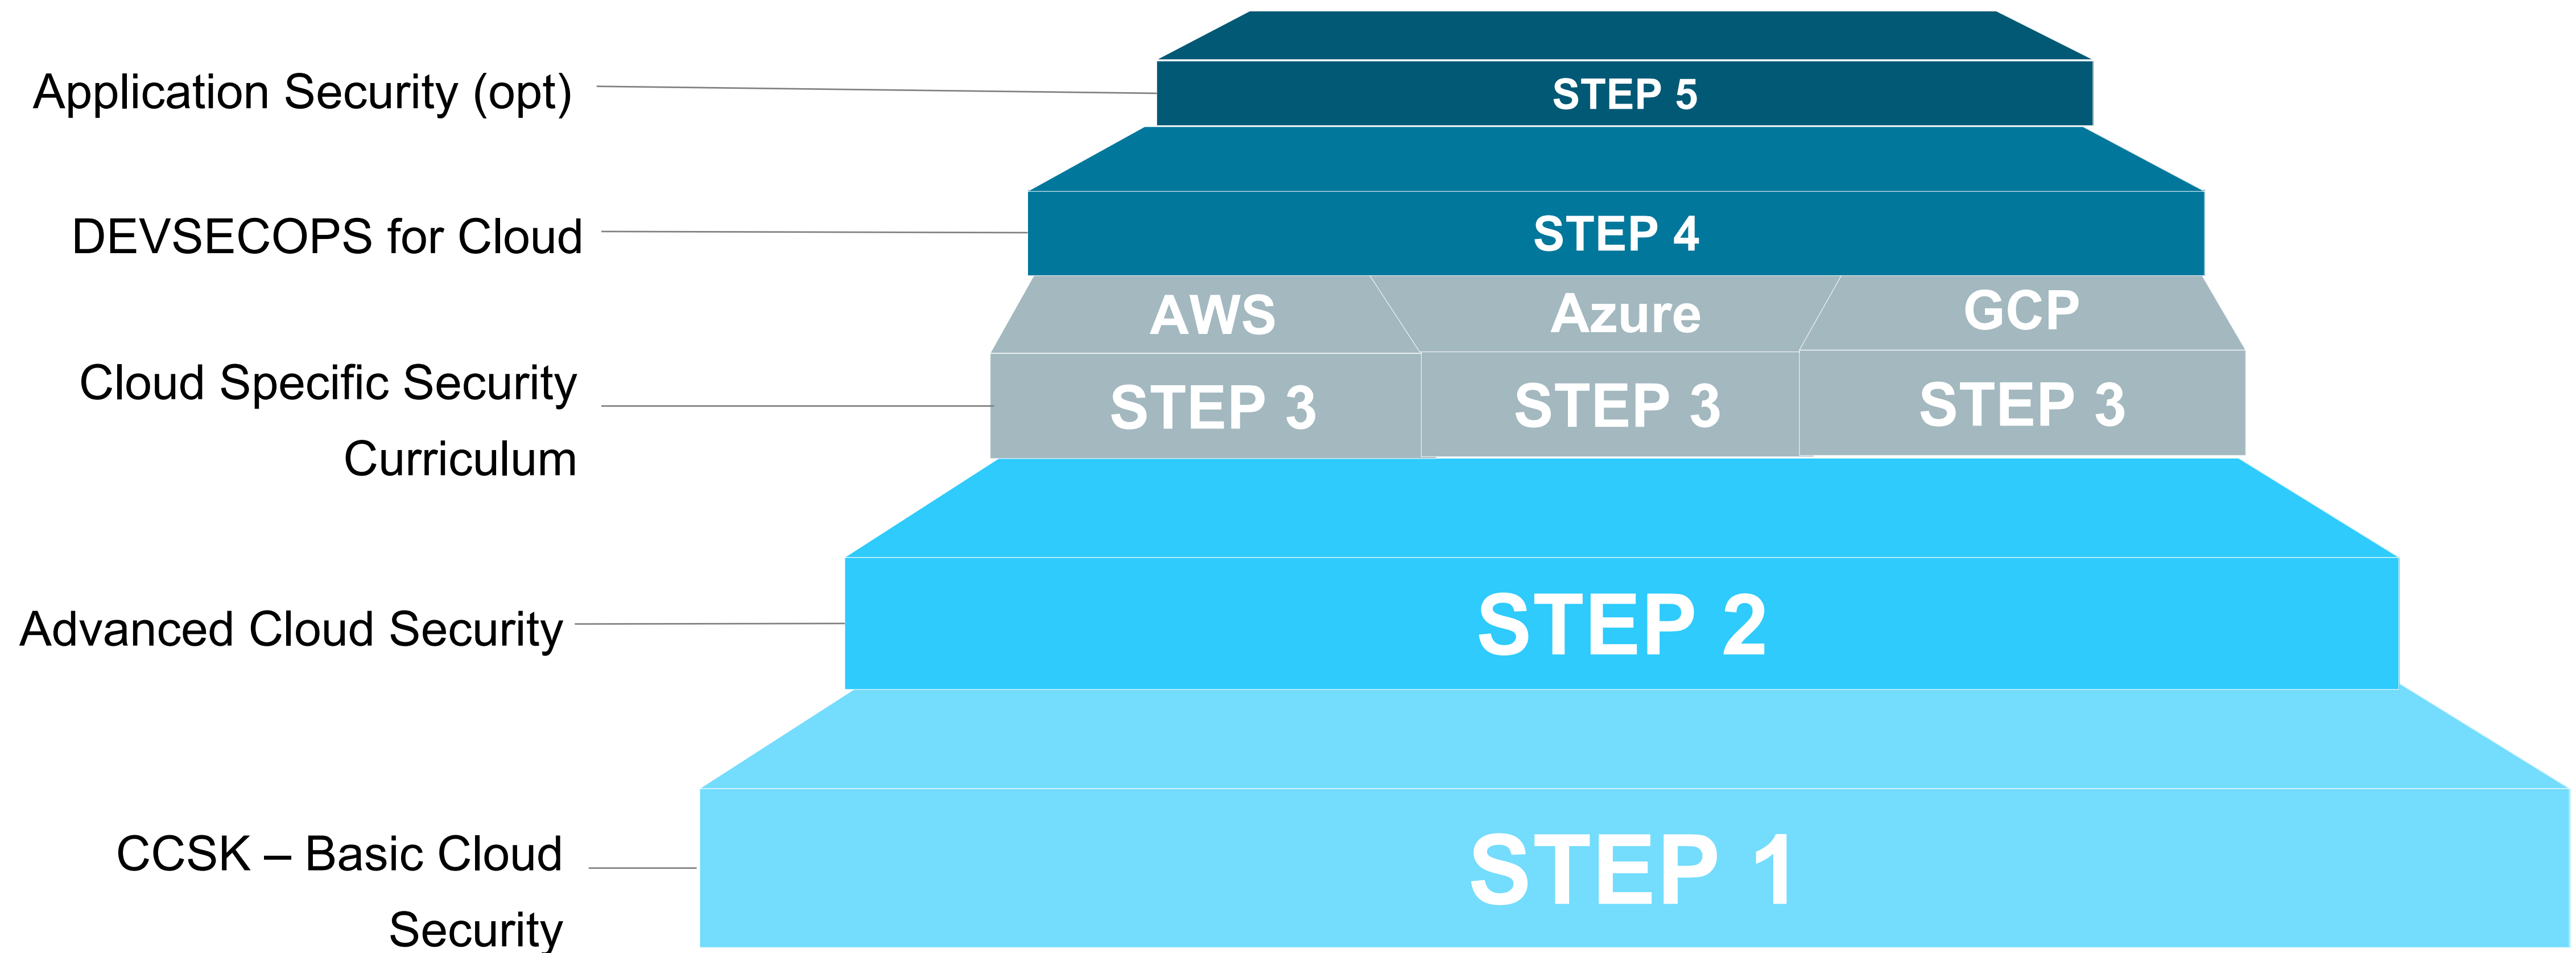 Application Security (opt)
STEP 5
DEVSECOPS for Cloud
STEP 4
AWS
Azure
GCP
Cloud Specific Security
Curriculum
STEP 3
STEP 3
STEP 3
Advanced Cloud Security
STEP 2
CCSK – Basic Cloud
Security
STEP 1